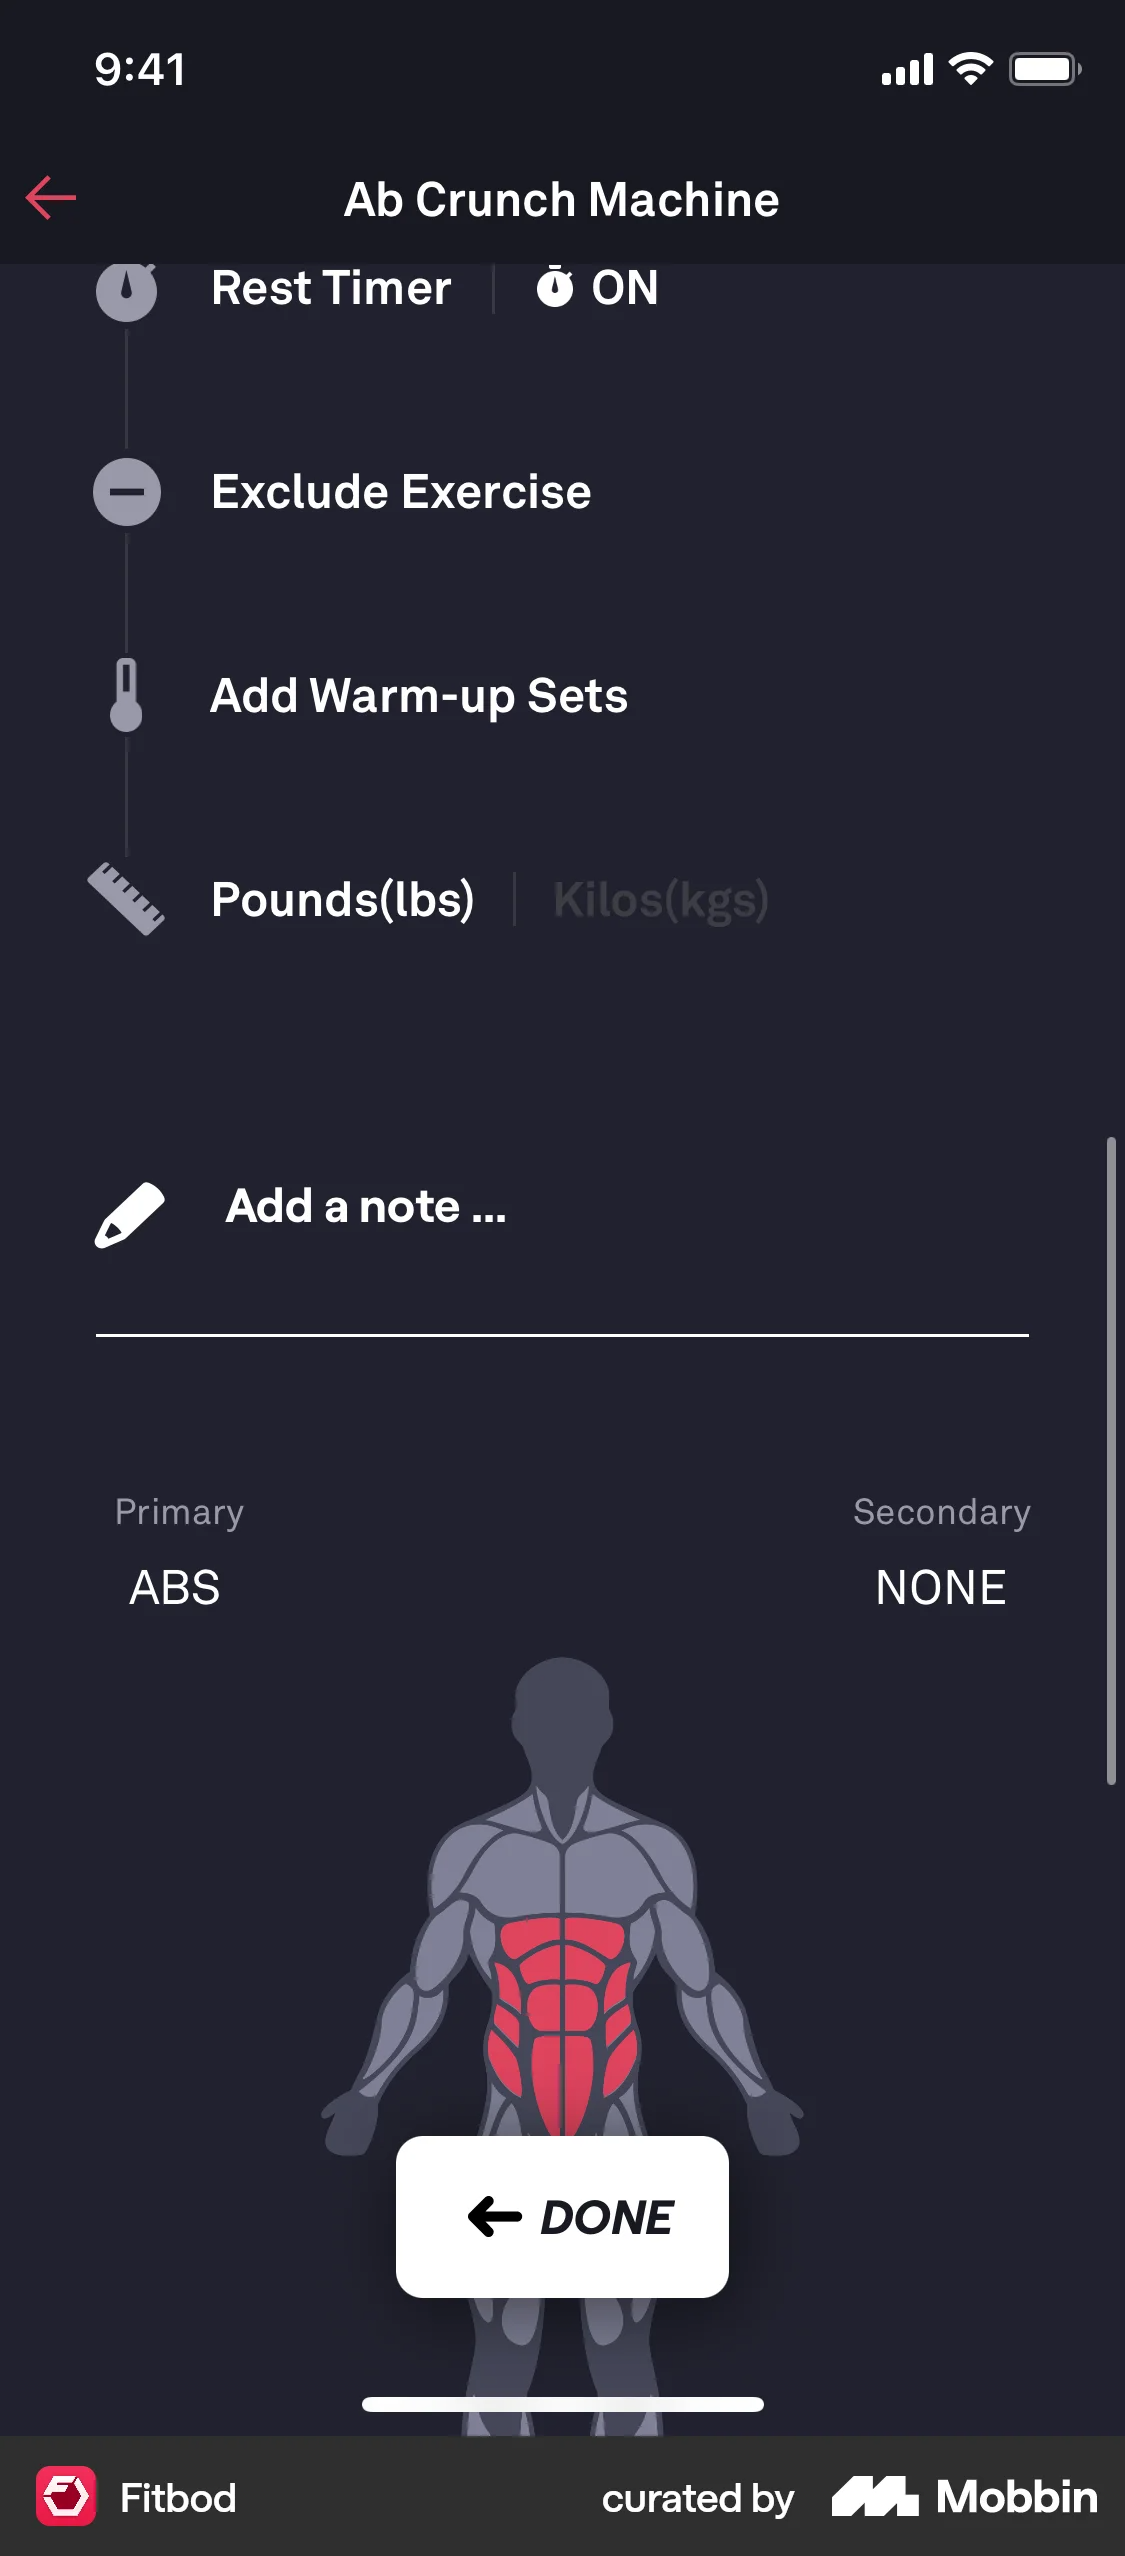 9:41
Ab Crunch Machine
Rest Timer ON
Exclude Exercise
Add Warm-up Sets
Pounds(lbs) Kilos(kgs)
Add a note ...
Primary Secondary
ABS NONE
DONE
Fitbod curated by Mobbin